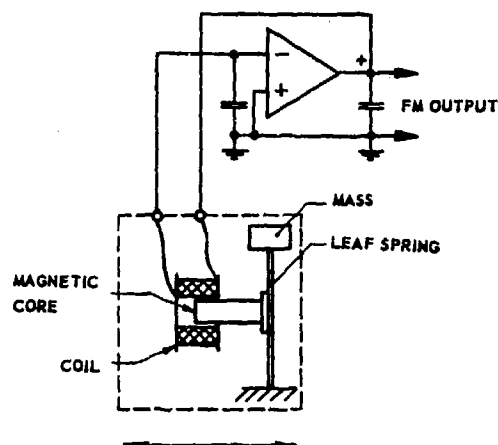 −
+
+
FM OUTPUT
MASS
LEAF SPRING
MAGNETIC
CORE
COIL